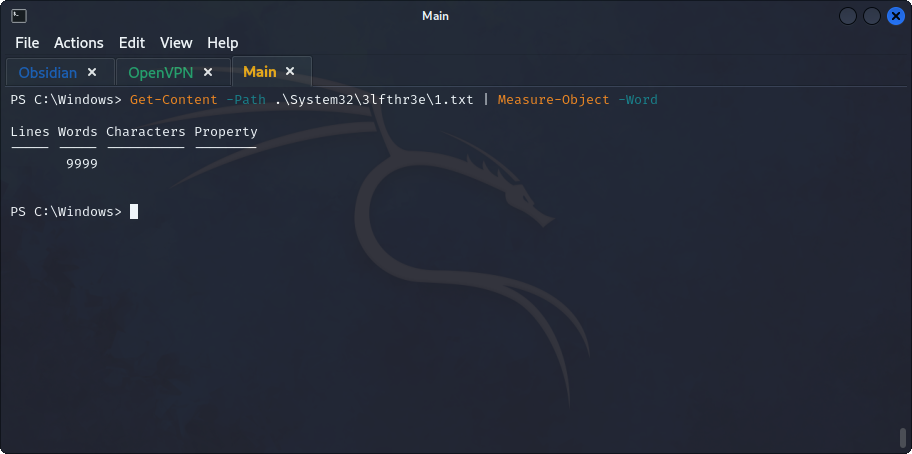 Main
File Actions Edit View Help
Obsidian × OpenVPN × Main ×
PS C:\Windows> Get-Content -Path .\System32\3lfthr3e\1.txt | Measure-Object -Word
Lines Words Characters Property
----- ----- ---------- --------
9999
PS C:\Windows>